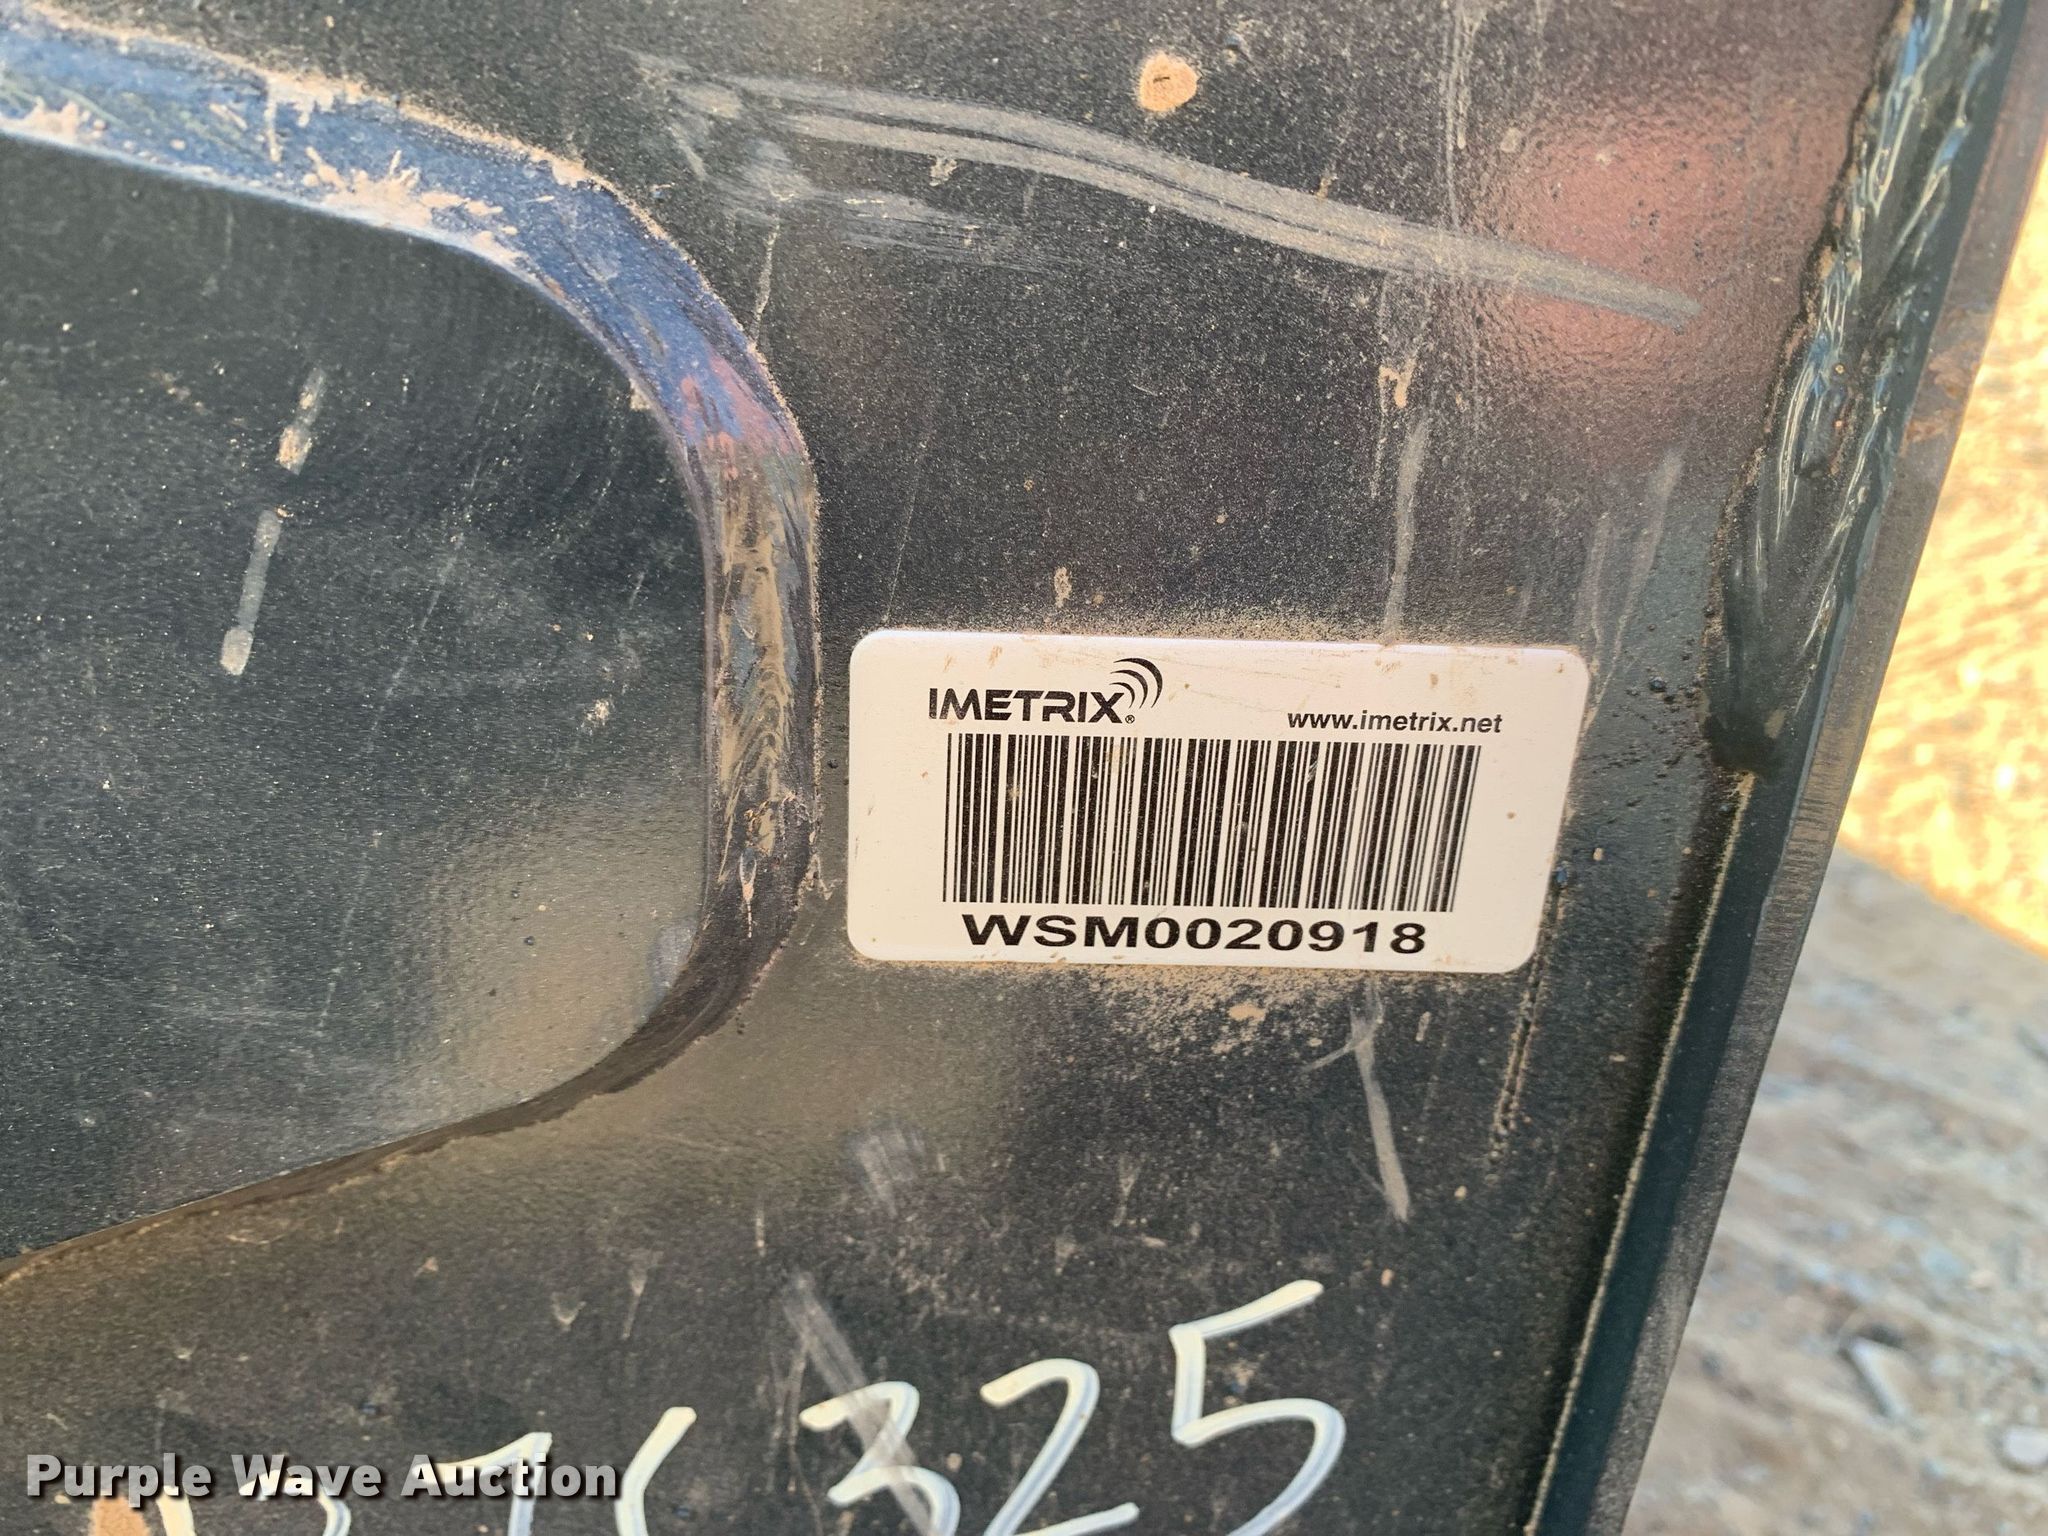 IMETRIX®
www.imetrix.net
WSM0020918
325
Purple Wave Auction